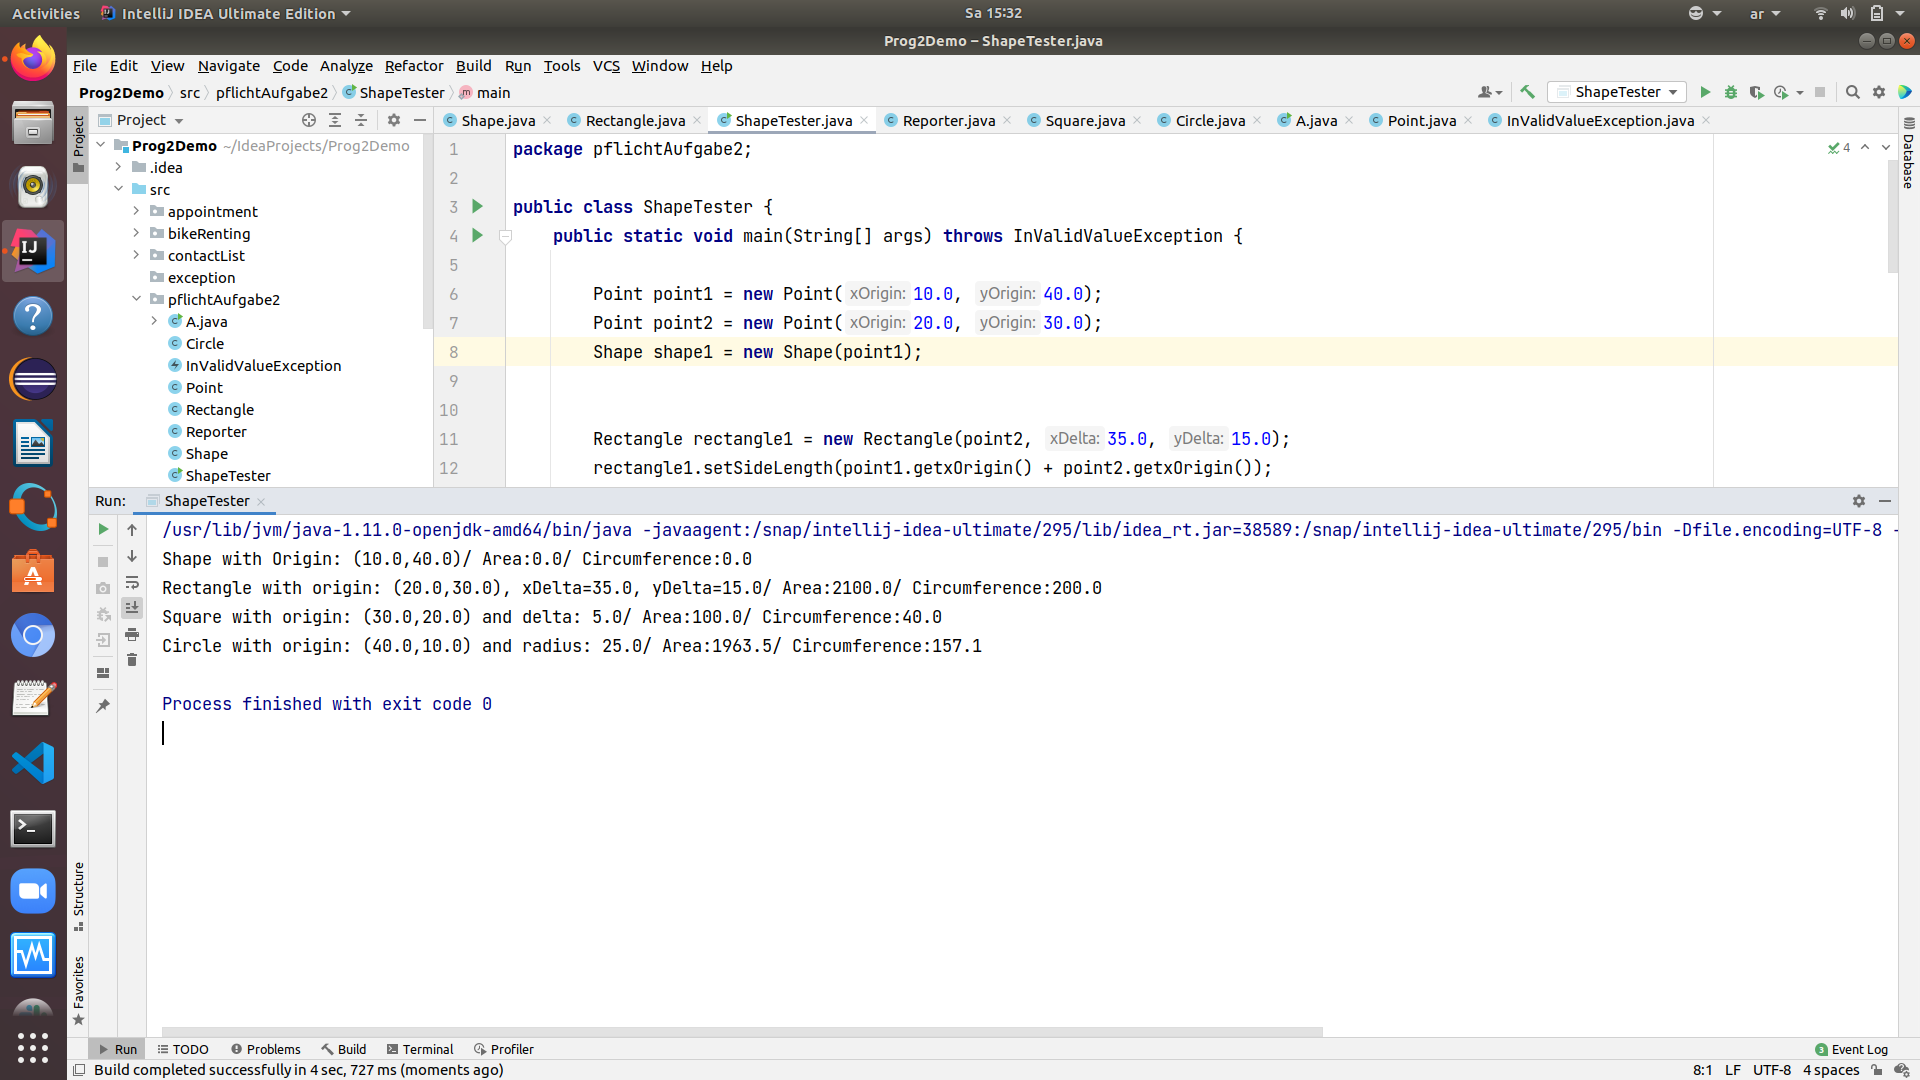 Activities IntelliJ IDEA Ultimate Edition Sa 15:32 ar
Prog2Demo – ShapeTester.java
File Edit View Navigate Code Analyze Refactor Build Run Tools VCS Window Help
Prog2Demo src pflichtAufgabe2 ShapeTester m main ShapeTester
Project
Shape.java Rectangle.java ShapeTester.java Reporter.java Square.java Circle.java A.java Point.java InValidValueException.java
Project
Database
Prog2Demo ~/IdeaProjects/Prog2Demo
.idea
src
appointment
bikeRenting
contactList
exception
pflichtAufgabe2
A.java
Circle
InValidValueException
Point
Rectangle
Reporter
Shape
ShapeTester
4
1 package pflichtAufgabe2;
2
3 public class ShapeTester {
4 public static void main(String[] args) throws InValidValueException {
5
6 Point point1 = new Point( xOrigin: 10.0, yOrigin: 40.0);
7 Point point2 = new Point( xOrigin: 20.0, yOrigin: 30.0);
8 Shape shape1 = new Shape(point1);
9
10
11 Rectangle rectangle1 = new Rectangle(point2, xDelta: 35.0, yDelta: 15.0);
12 rectangle1.setSideLength(point1.getxOrigin() + point2.getxOrigin());
Run: ShapeTester
/usr/lib/jvm/java-1.11.0-openjdk-amd64/bin/java -javaagent:/snap/intellij-idea-ultimate/295/lib/idea_rt.jar=38589:/snap/intellij-idea-ultimate/295/bin -Dfile.encoding=UTF-8 -
Shape with Origin: (10.0,40.0)/ Area:0.0/ Circumference:0.0
Rectangle with origin: (20.0,30.0), xDelta=35.0, yDelta=15.0/ Area:2100.0/ Circumference:200.0
Square with origin: (30.0,20.0) and delta: 5.0/ Area:100.0/ Circumference:40.0
Circle with origin: (40.0,10.0) and radius: 25.0/ Area:1963.5/ Circumference:157.1
Process finished with exit code 0
Structure
Favorites
Run TODO Problems Build Terminal Profiler 3 Event Log
Build completed successfully in 4 sec, 727 ms (moments ago) 8:1 LF UTF-8 4 spaces